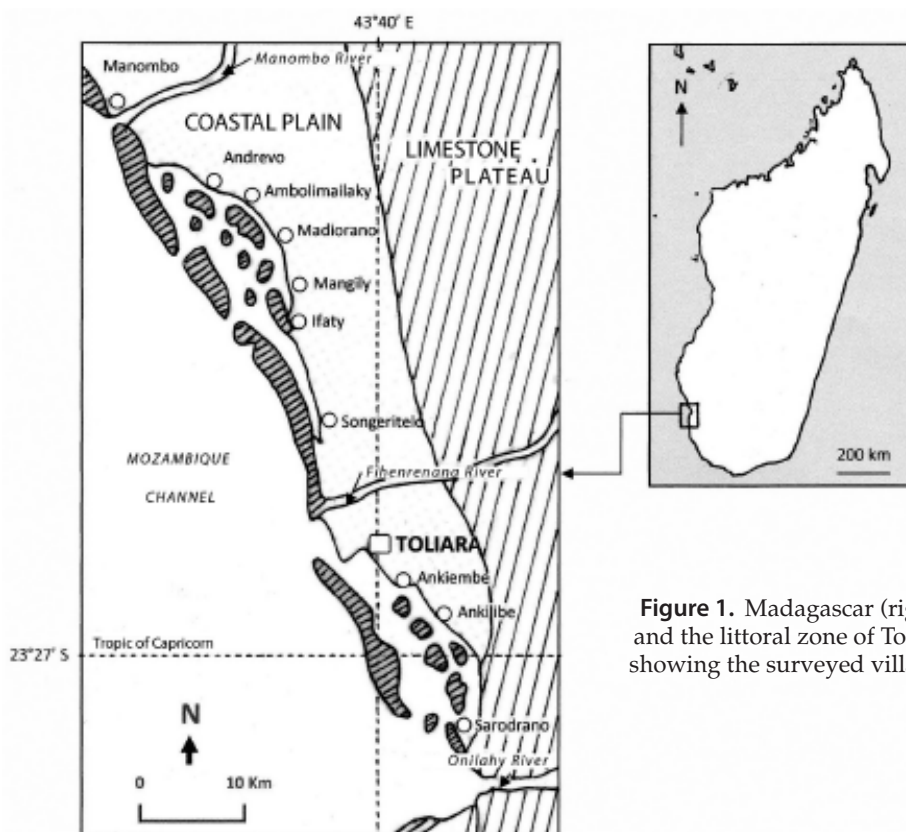 43°40' E
Manombo
Manombo River
COASTAL PLAIN
LIMESTONE
PLATEAU
Andrevo
Ambolimailaky
Madiorano
Mangily
Ifaty
Songeritelo
MOZAMBIQUE
CHANNEL
Fihenrenana River
TOLIARA
Ankiembe
Ankilibe
23°27' S
Tropic of Capricorn
N
Sarodrano
Onilahy River
0 10 Km
N
200 km
Figure 1. Madagascar (rig
and the littoral zone of To
showing the surveyed vill